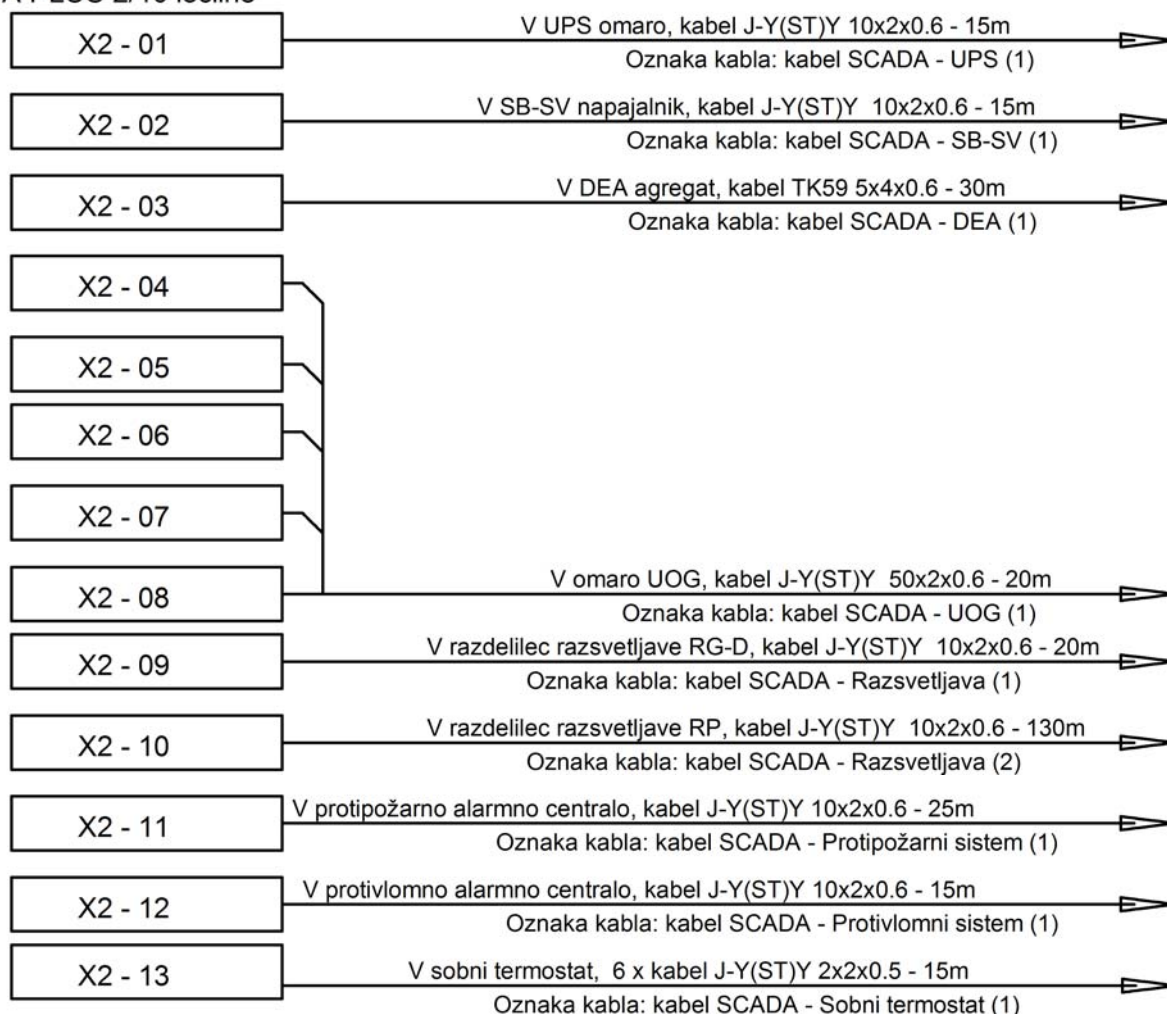 X2 - 01
V UPS omaro, kabel J-Y(ST)Y 10x2x0.6 - 15m
Oznaka kabla: kabel SCADA - UPS (1)
X2 - 02
V SB-SV napajalnik, kabel J-Y(ST)Y 10x2x0.6 - 15m
Oznaka kabla: kabel SCADA - SB-SV (1)
X2 - 03
V DEA agregat, kabel TK59 5x4x0.6 - 30m
Oznaka kabla: kabel SCADA - DEA (1)
X2 - 04
X2 - 05
X2 - 06
X2 - 07
X2 - 08
V omaro UOG, kabel J-Y(ST)Y 50x2x0.6 - 20m
Oznaka kabla: kabel SCADA - UOG (1)
X2 - 09
V razdelilec razsvetljave RG-D, kabel J-Y(ST)Y 10x2x0.6 - 20m
Oznaka kabla: kabel SCADA - Razsvetljava (1)
X2 - 10
V razdelilec razsvetljave RP, kabel J-Y(ST)Y 10x2x0.6 - 130m
Oznaka kabla: kabel SCADA - Razsvetljava (2)
X2 - 11
V protipožarno alarmno centralo, kabel J-Y(ST)Y 10x2x0.6 - 25m
Oznaka kabla: kabel SCADA - Protipožarni sistem (1)
X2 - 12
V protivlomno alarmno centralo, kabel J-Y(ST)Y 10x2x0.6 - 15m
Oznaka kabla: kabel SCADA - Protivlomni sistem (1)
X2 - 13
V sobni termostat, 6 x kabel J-Y(ST)Y 2x2x0.5 - 15m
Oznaka kabla: kabel SCADA - Sobni termostat (1)